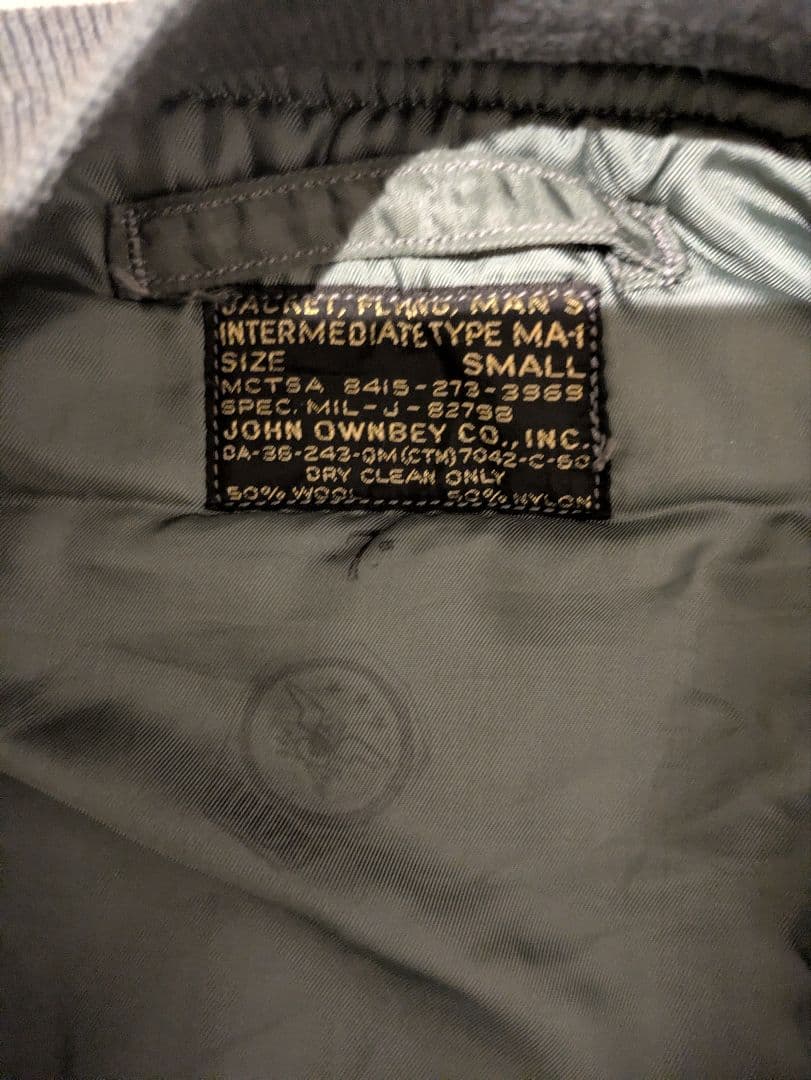 JACKET, FLYING, MAN'S
INTERMEDIATE TYPE MA-1
SIZE SMALL
MCTSA 8415-273-3969
SPEC. MIL-J-8279B
JOHN OWNBEY CO., INC.
DA-36-243-QM(CTM)7042-C-60
DRY CLEAN ONLY
50% WOOL 50% NYLON
7